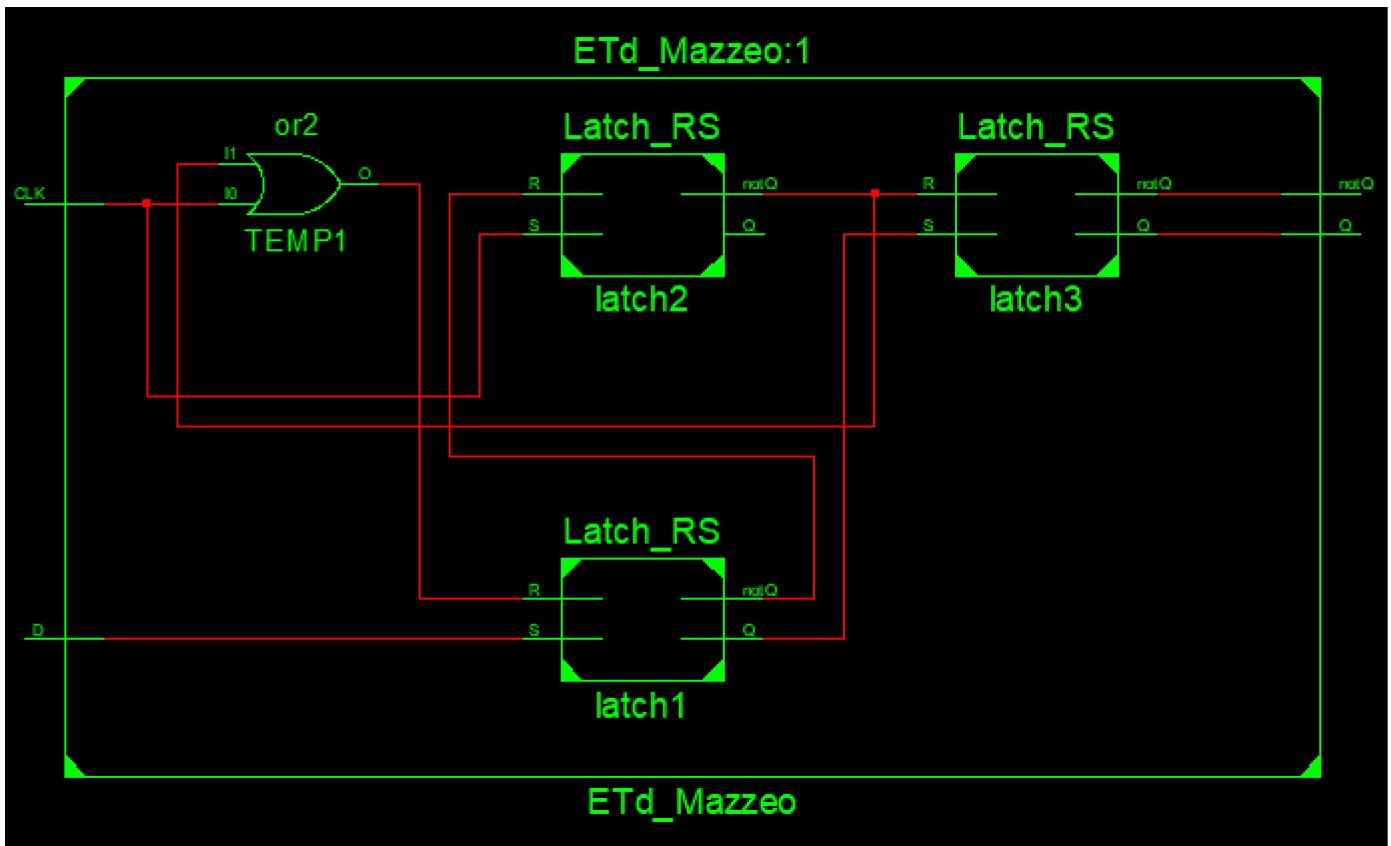 ETd_Mazzeo:1
or2
Latch_RS
Latch_RS
I1
O
R
notQ
R
notQ
notQ
CLK
I0
S
Q
S
Q
Q
TEMP1
latch2
latch3
Latch_RS
R
notQ
D
S
Q
latch1
ETd_Mazzeo